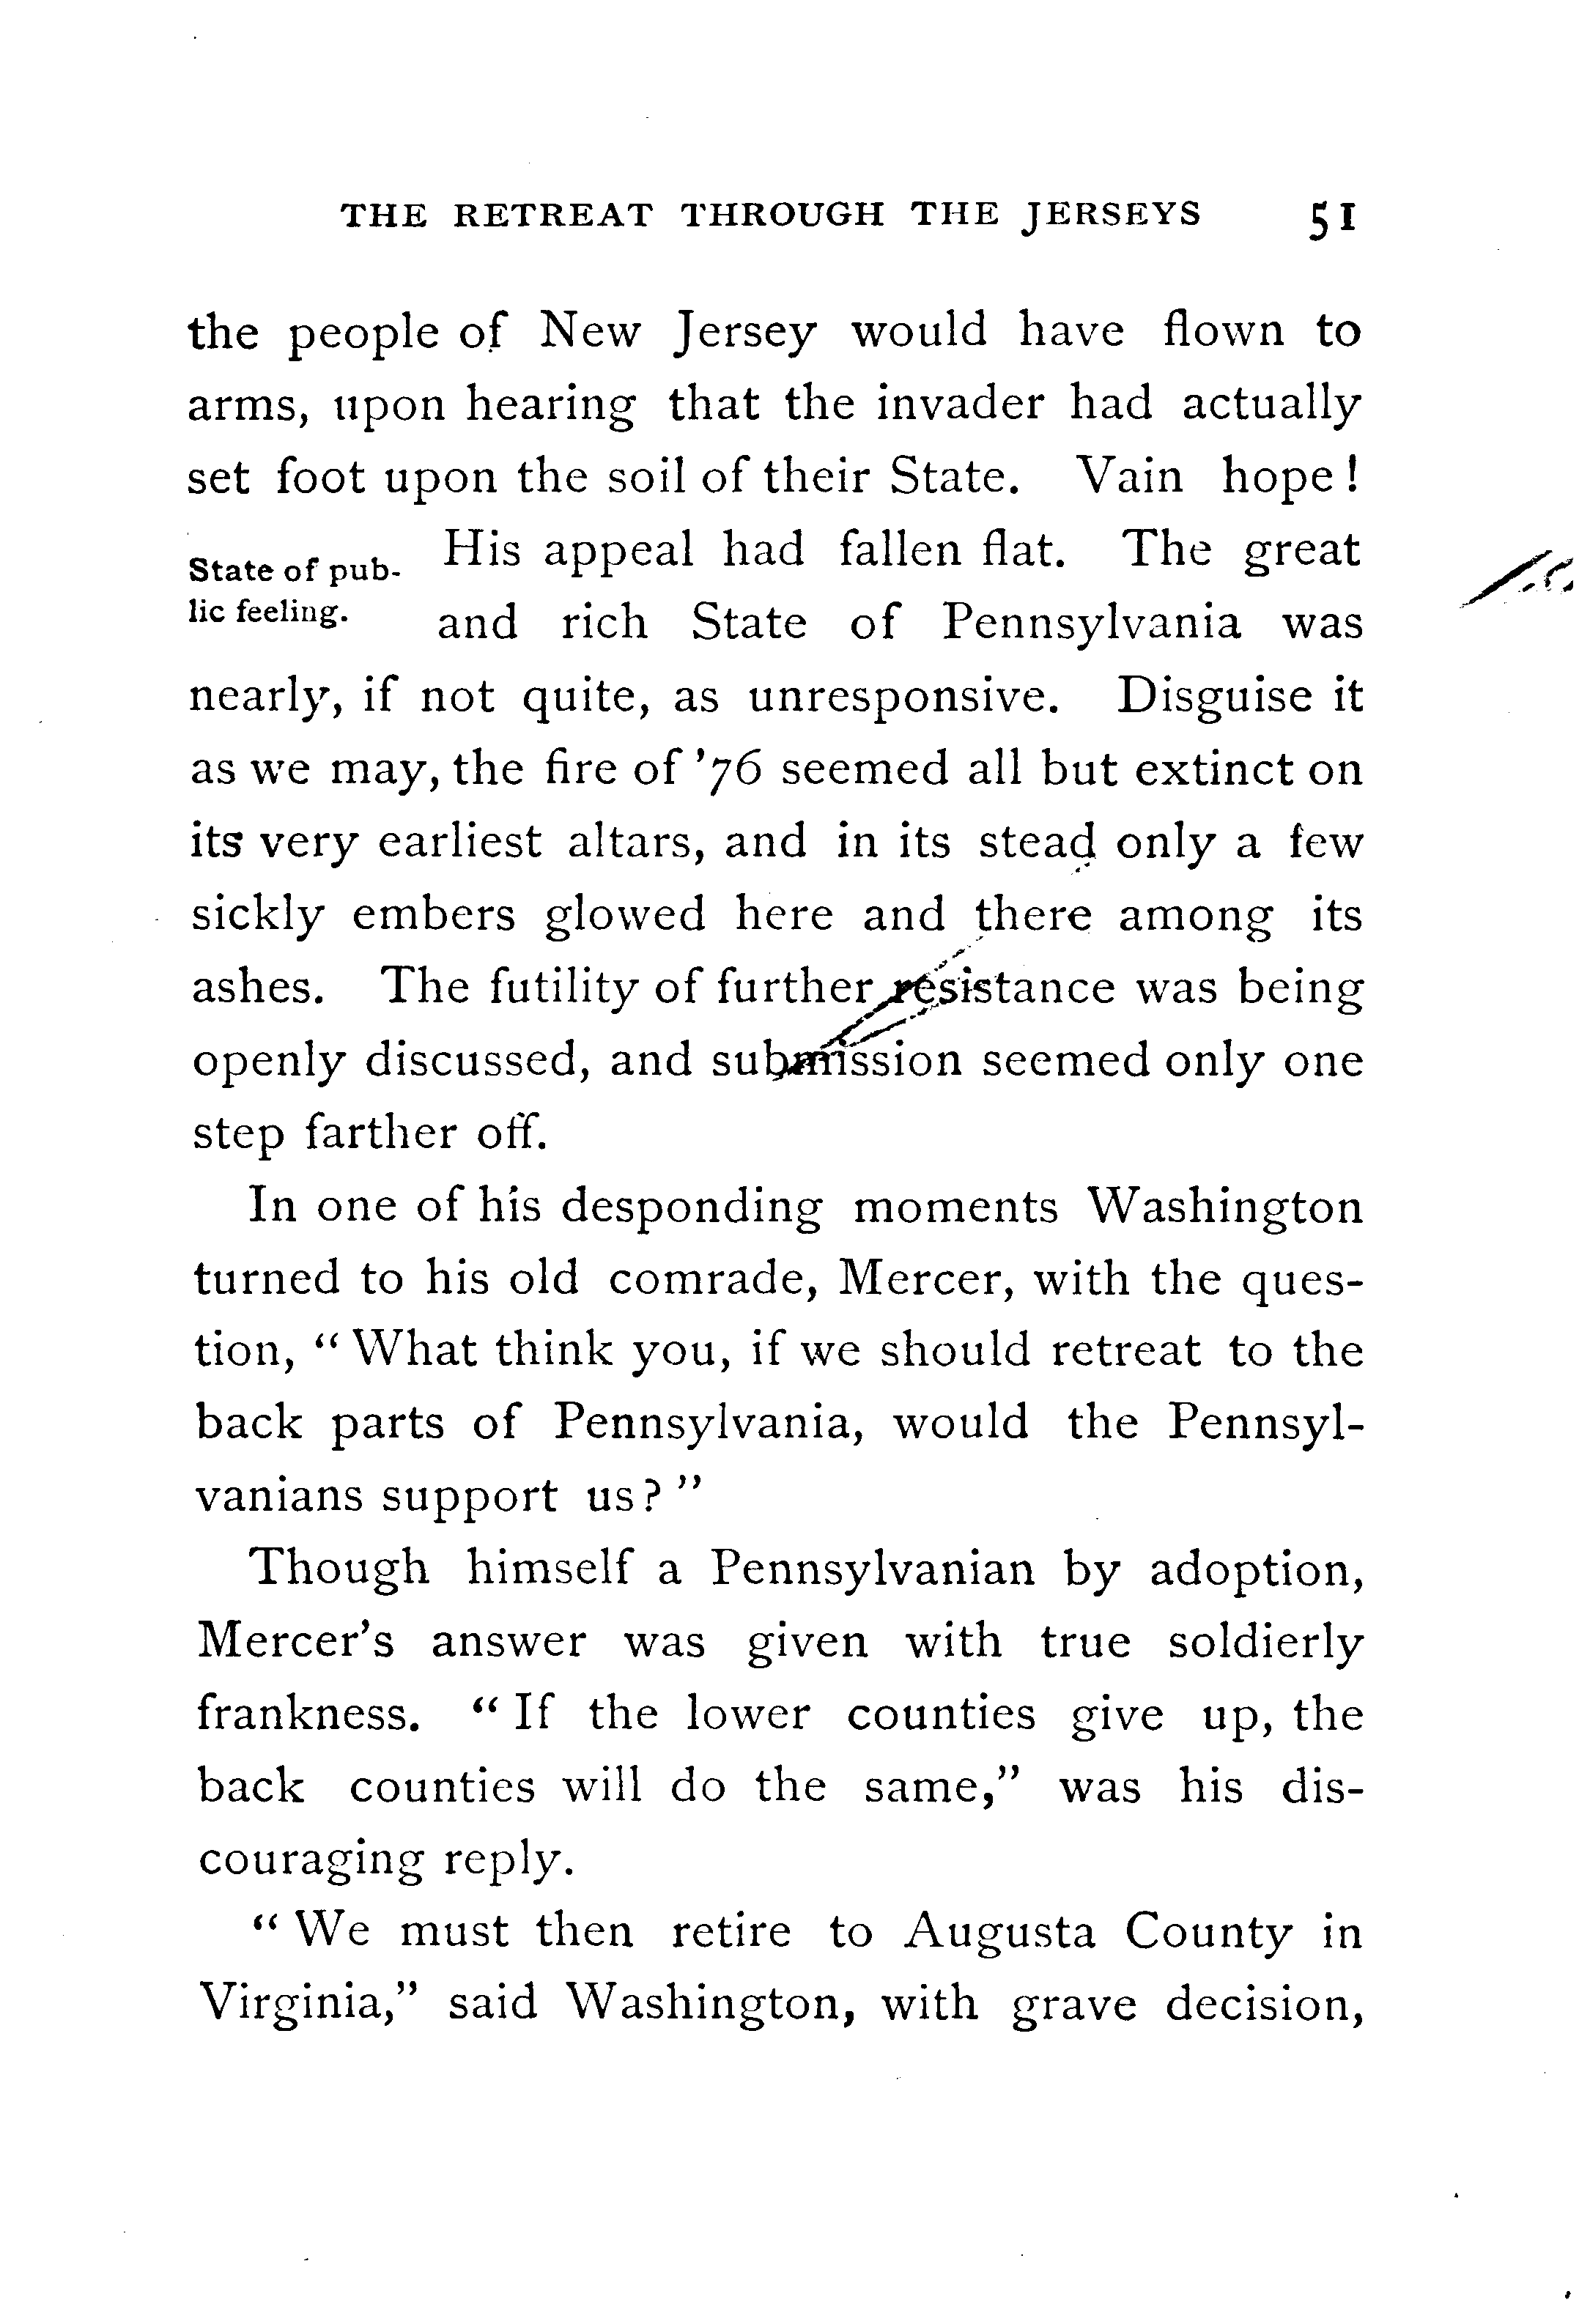 THE RETREAT THROUGH THE JERSEYS 51
the people of New Jersey would have flown to
arms, upon hearing that the invader had actually
set foot upon the soil of their State. Vain hope!
State of pub-
lic feeling.
His appeal had fallen flat. The great
and rich State of Pennsylvania was
nearly, if not quite, as unresponsive. Disguise it
as we may, the fire of ’76 seemed all but extinct on
its very earliest altars, and in its stead only a few
sickly embers glowed here and there among its
ashes. The futility of further resistance was being
openly discussed, and submission seemed only one
step farther off.
In one of his desponding moments Washington
turned to his old comrade, Mercer, with the ques-
tion, “What think you, if we should retreat to the
back parts of Pennsylvania, would the Pennsyl-
vanians support us?”
Though himself a Pennsylvanian by adoption,
Mercer’s answer was given with true soldierly
frankness. “If the lower counties give up, the
back counties will do the same,” was his dis-
couraging reply.
“We must then retire to Augusta County in
Virginia,” said Washington, with grave decision,